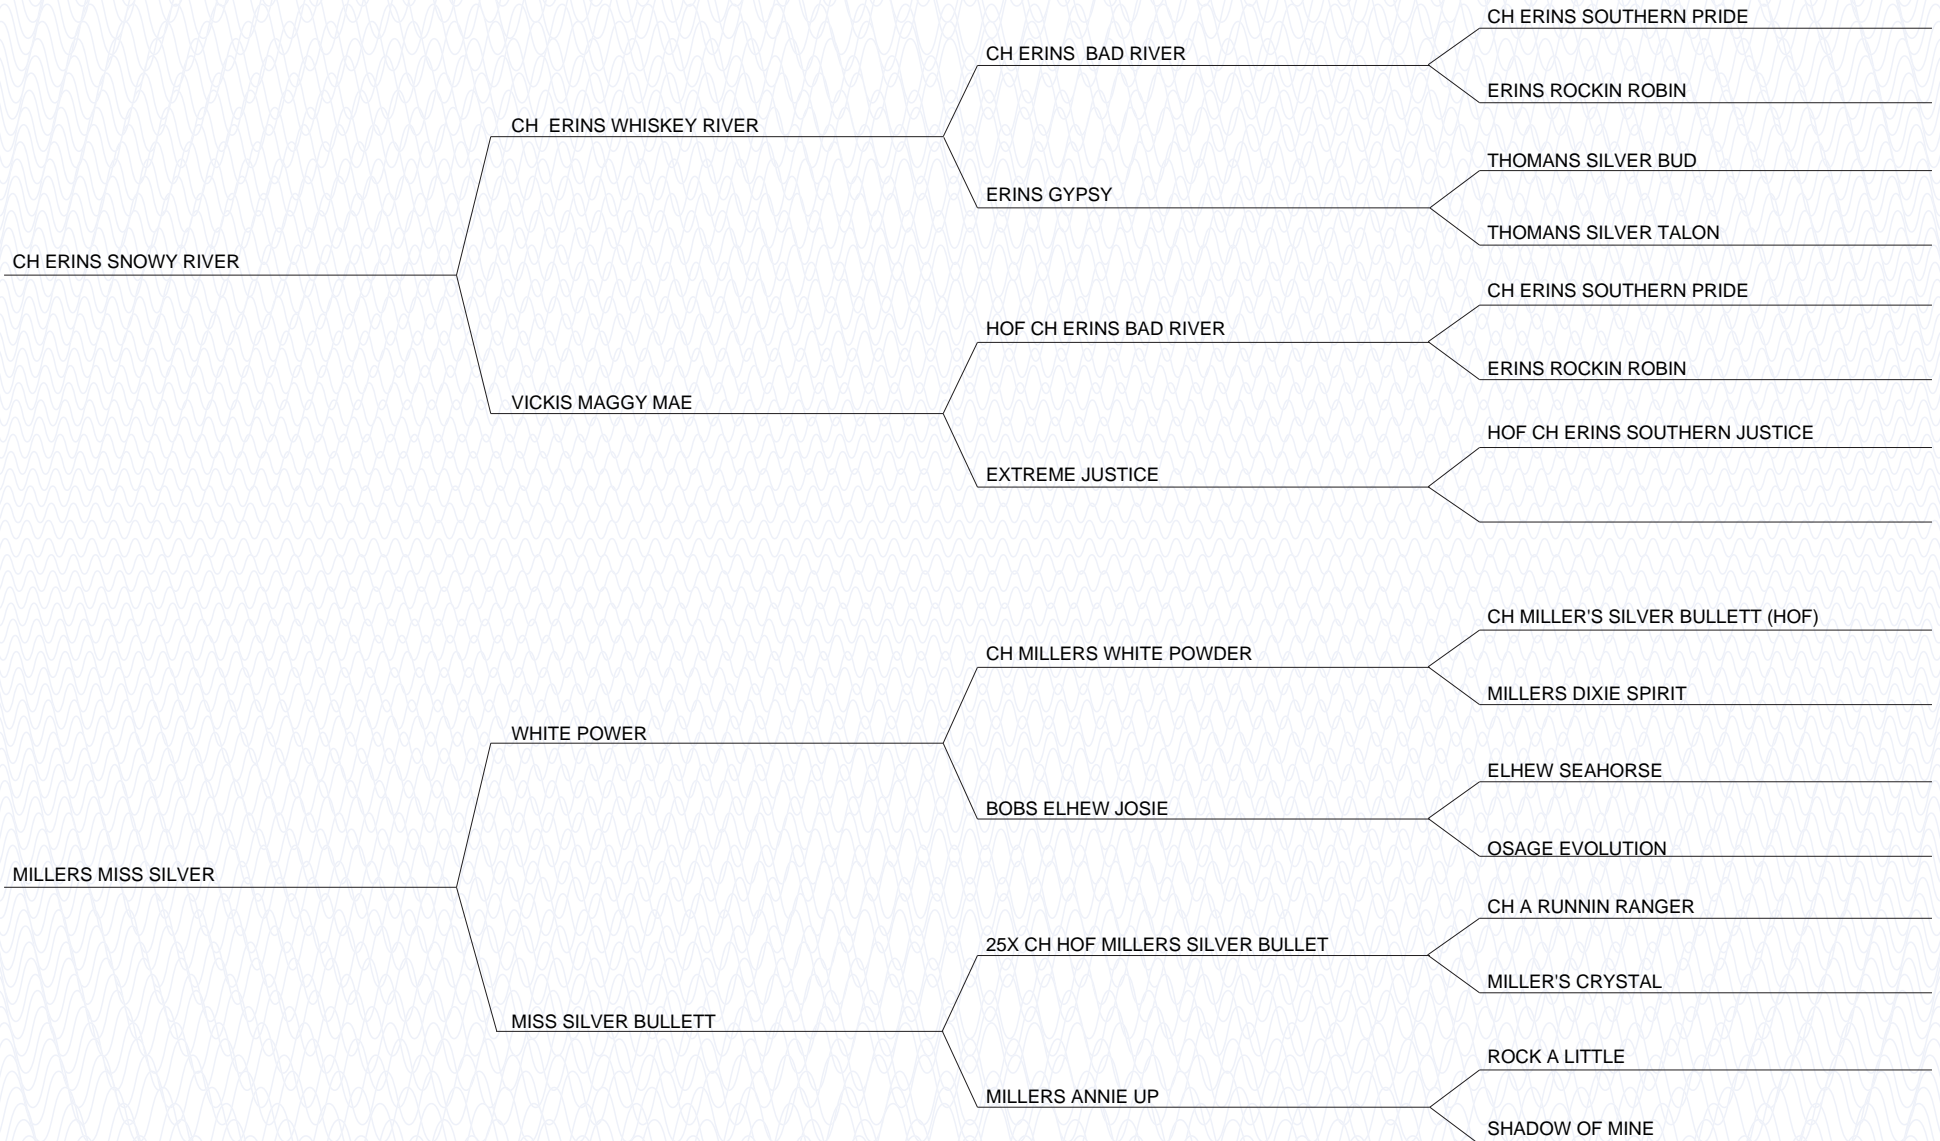 CH ERINS SOUTHERN PRIDE
CH ERINS  BAD RIVER
ERINS ROCKIN ROBIN
CH  ERINS WHISKEY RIVER
THOMANS SILVER BUD
ERINS GYPSY
THOMANS SILVER TALON
CH ERINS SNOWY RIVER
CH ERINS SOUTHERN PRIDE
HOF CH ERINS BAD RIVER
ERINS ROCKIN ROBIN
VICKIS MAGGY MAE
HOF CH ERINS SOUTHERN JUSTICE
EXTREME JUSTICE
CH MILLER'S SILVER BULLETT (HOF)
CH MILLERS WHITE POWDER
MILLERS DIXIE SPIRIT
WHITE POWER
ELHEW SEAHORSE
BOBS ELHEW JOSIE
OSAGE EVOLUTION
MILLERS MISS SILVER
CH A RUNNIN RANGER
25X CH HOF MILLERS SILVER BULLET
MILLER'S CRYSTAL
MISS SILVER BULLETT
ROCK A LITTLE
MILLERS ANNIE UP
SHADOW OF MINE